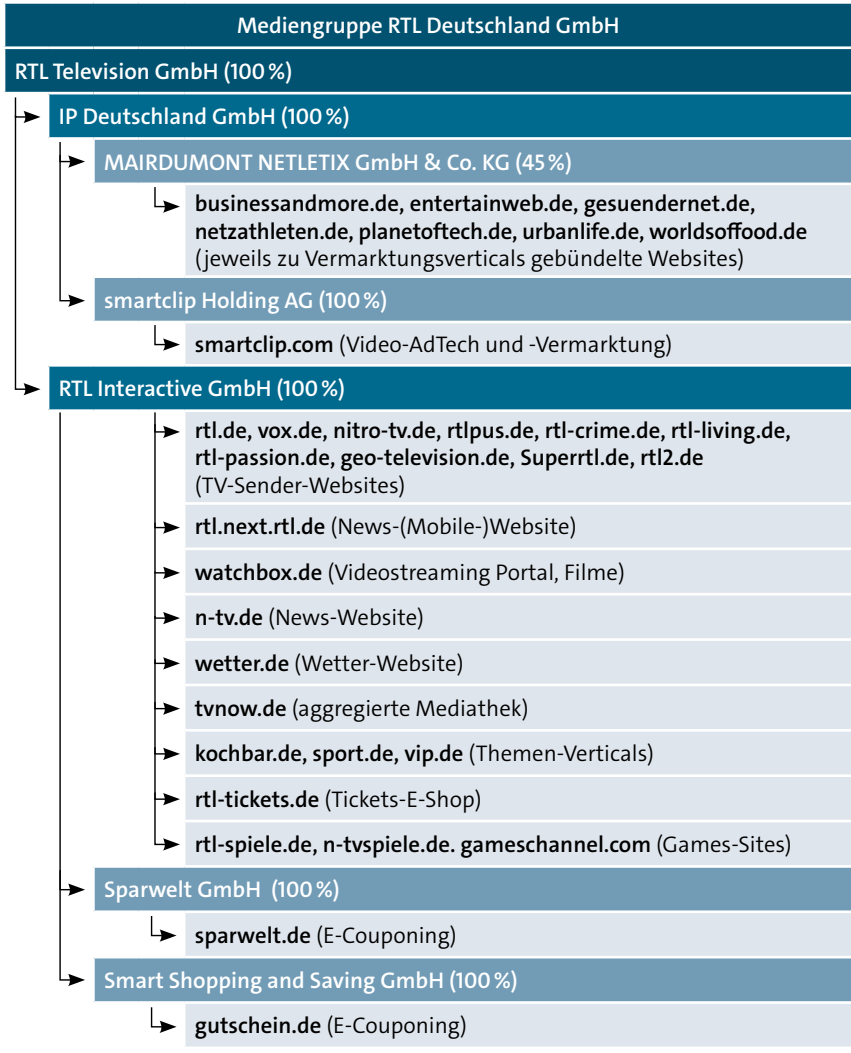 Mediengruppe RTL Deutschland GmbH
RTL Television GmbH (100 %)
IP Deutschland GmbH (100 %)
MAIRDUMONT NETLETIX GmbH & Co. KG (45 %)
businessandmore.de, entertainweb.de, gesuendernet.de,
netzathleten.de, planetoftech.de, urbanlife.de, worldsoffood.de
(jeweils zu Vermarktungsverticals gebündelte Websites)
smartclip Holding AG (100 %)
smartclip.com (Video-AdTech und -Vermarktung)
RTL Interactive GmbH (100 %)
rtl.de, vox.de, nitro-tv.de, rtlpus.de, rtl-crime.de, rtl-living.de,
rtl-passion.de, geo-television.de, Superrtl.de, rtl2.de
(TV-Sender-Websites)
rtl.next.rtl.de (News-(Mobile-)Website)
watchbox.de (Videostreaming Portal, Filme)
n-tv.de (News-Website)
wetter.de (Wetter-Website)
tvnow.de (aggregierte Mediathek)
kochbar.de, sport.de, vip.de (Themen-Verticals)
rtl-tickets.de (Tickets-E-Shop)
rtl-spiele.de, n-tvspiele.de. gameschannel.com (Games-Sites)
Sparwelt GmbH (100 %)
sparwelt.de (E-Couponing)
Smart Shopping and Saving GmbH (100 %)
gutschein.de (E-Couponing)